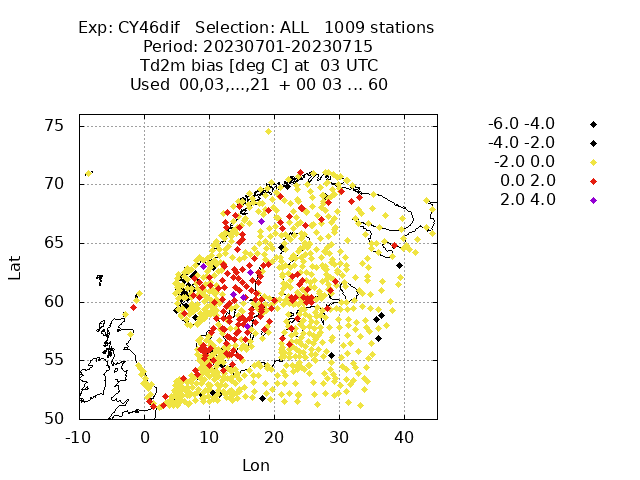 Exp: CY46dif   Selection: ALL   1009 stations
Period: 20230701-20230715
Td2m bias [deg C] at  03 UTC
Used  00,03,...,21  + 00 03 ... 60
-6.0 -4.0
-4.0 -2.0
-2.0 0.0
0.0 2.0
2.0 4.0
75
70
65
60
55
50
Lat
-10 0 10 20 30 40
Lon